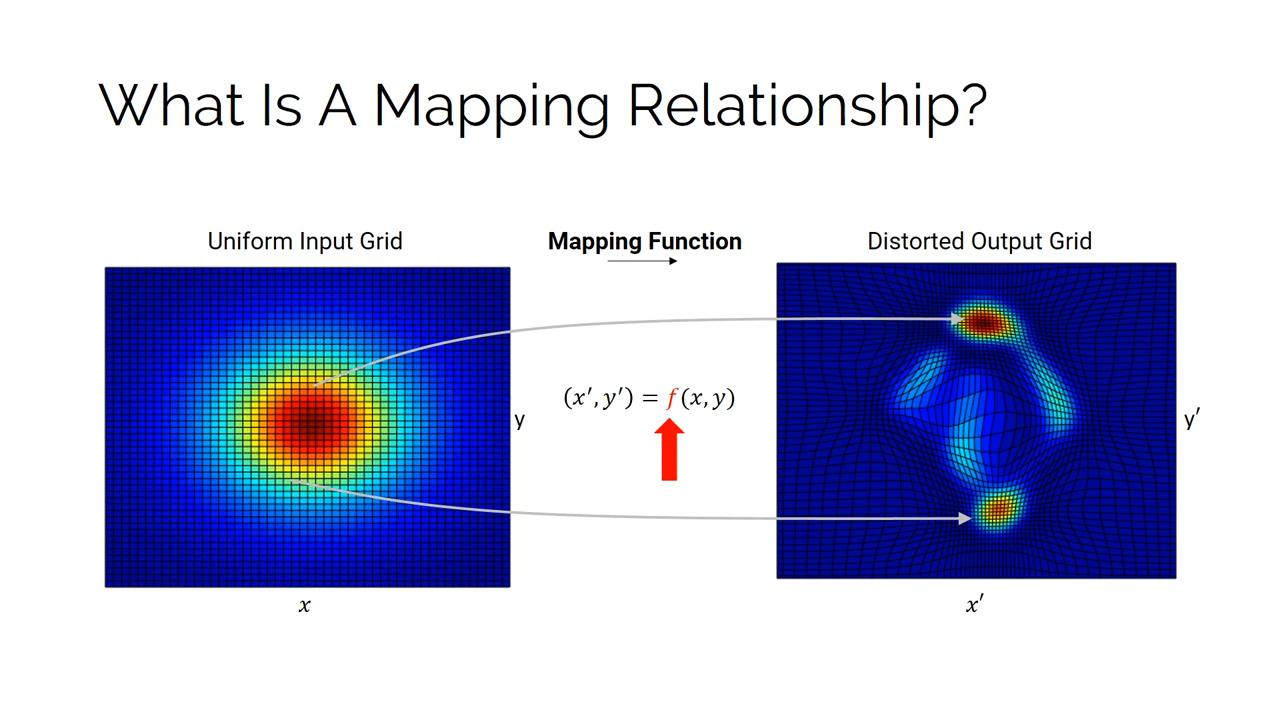 What Is A Mapping Relationship?
Uniform Input Grid
Mapping Function
Distorted Output Grid
(x′, y′) = f(x, y)
y
y′
x
x′